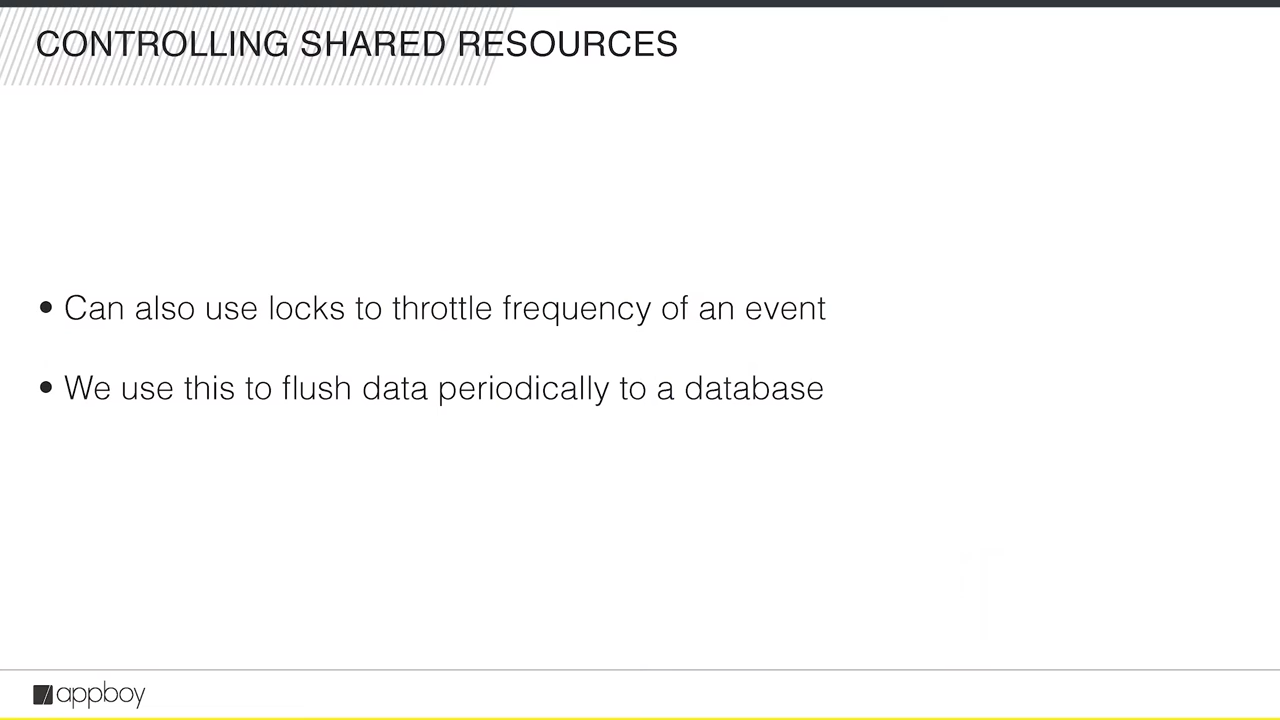 CONTROLLING SHARED RESOURCES
• Can also use locks to throttle frequency of an event
• We use this to flush data periodically to a database
appboy